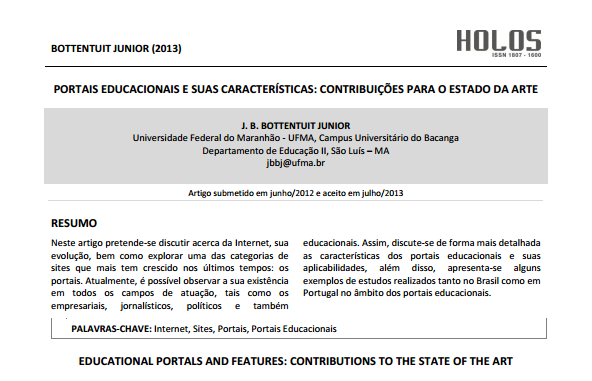 BOTTENTUIT JUNIOR (2013)
HOLOS
ISSN 1807 - 1600
PORTAIS EDUCACIONAIS E SUAS CARACTERÍSTICAS: CONTRIBUIÇÕES PARA O ESTADO DA ARTE
J. B. BOTTENTUIT JUNIOR
Universidade Federal do Maranhão - UFMA, Campus Universitário do Bacanga
Departamento de Educação II, São Luís – MA
jbbj@ufma.br
Artigo submetido em junho/2012 e aceito em julho/2013
RESUMO
Neste artigo pretende-se discutir acerca da Internet, sua
evolução, bem como explorar uma das categorias de
sites que mais tem crescido nos últimos tempos: os
portais. Atualmente, é possível observar a sua existência
em todos os campos de atuação, tais como os
empresariais, jornalísticos, políticos e também
educacionais. Assim, discute-se de forma mais detalhada
as características dos portais educacionais e suas
aplicabilidades, além disso, apresenta-se alguns
exemplos de estudos realizados tanto no Brasil como em
Portugal no âmbito dos portais educacionais.
PALAVRAS-CHAVE: Internet, Sites, Portais, Portais Educacionais
EDUCATIONAL PORTALS AND FEATURES: CONTRIBUTIONS TO THE STATE OF THE ART